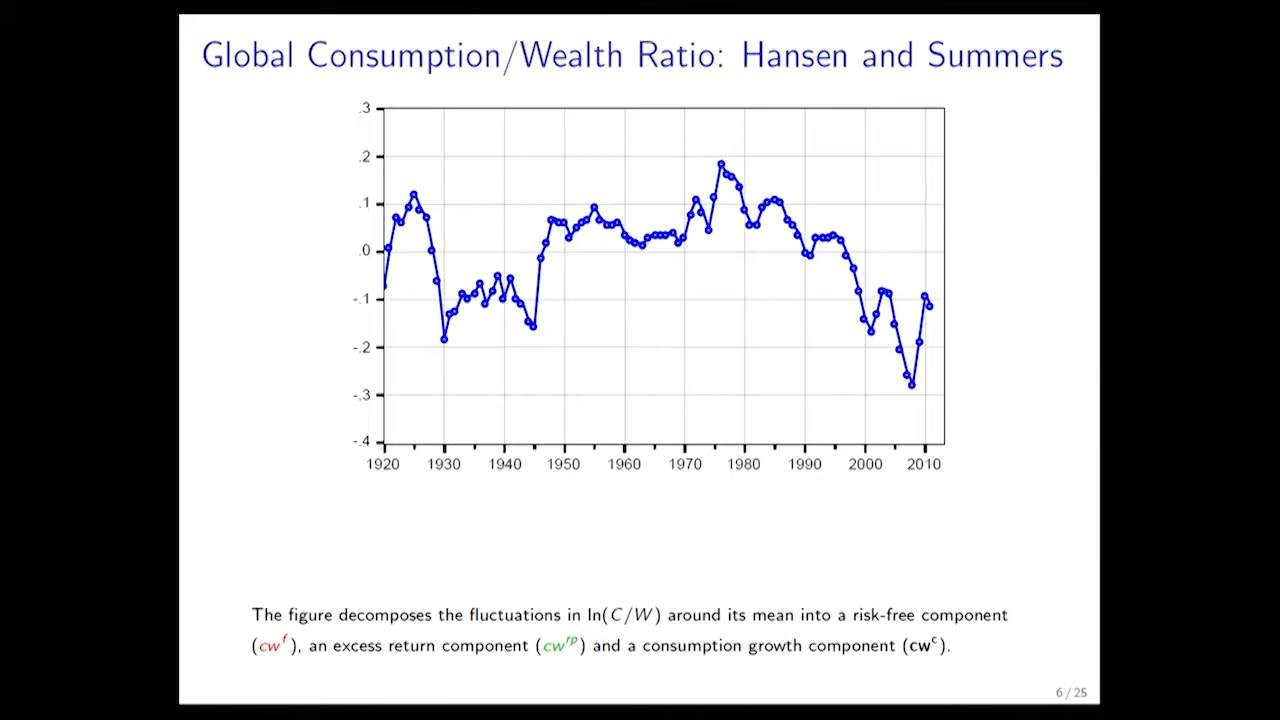 Global Consumption/Wealth Ratio: Hansen and Summers
.3
.2
.1
.0
-.1
-.2
-.3
-.4
1920 1930 1940 1950 1960 1970 1980 1990 2000 2010
The figure decomposes the fluctuations in ln(C/W) around its mean into a risk-free component
(cw^f), an excess return component (cw^rp) and a consumption growth component (cw^c).
6 / 25